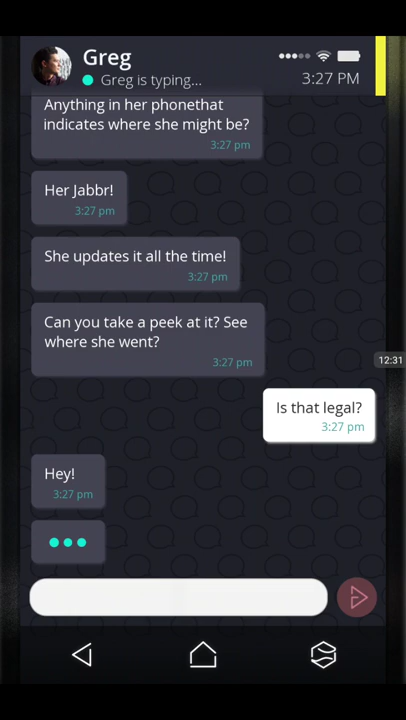 Greg
Greg is typing...
3:27 PM
Anything in her phonethat
indicates where she might be?
3:27 pm
Her Jabbr!
3:27 pm
She updates it all the time!
3:27 pm
Can you take a peek at it? See
where she went?
3:27 pm
12:31
Is that legal?
3:27 pm
Hey!
3:27 pm